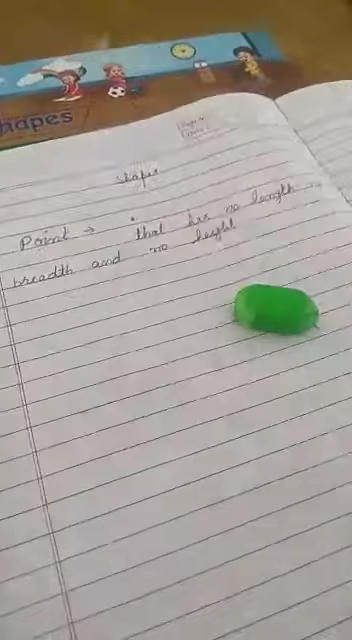 hapes
Shapes
Point → . that has no length
breadth and no height